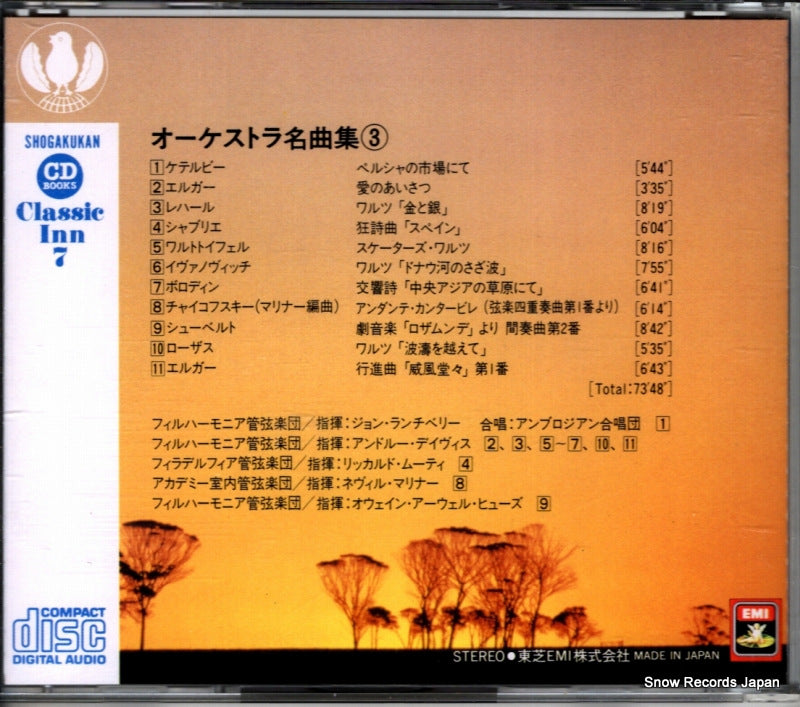 SHOGAKUKAN
CD
BOOKS
Classic
Inn
7
オーケストラ名曲集③
1 ケテルビー ペルシャの市場にて [5'44"]
2 エルガー 愛のあいさつ [3'35"]
3 レハール ワルツ「金と銀」 [8'19"]
4 シャブリエ 狂詩曲「スペイン」 [6'04"]
5 ワルトトイフェル スケーターズ・ワルツ [8'16"]
6 イヴァノヴィッチ ワルツ「ドナウ河のさざ波」 [7'55"]
7 ボロディン 交響詩「中央アジアの草原にて」 [6'41"]
8 チャイコフスキー(マリナー編曲) アンダンテ・カンタービレ(弦楽四重奏曲第1番より) [6'14"]
9 シューベルト 劇音楽「ロザムンデ」より 間奏曲第2番 [8'42"]
10 ローザス ワルツ「波濤を越えて」 [5'35"]
11 エルガー 行進曲「威風堂々」第1番 [6'43"]
[Total:73'48"]
フィルハーモニア管弦楽団/指揮:ジョン・ランチベリー 合唱:アンブロジアン合唱団 1
フィルハーモニア管弦楽団/指揮:アンドルー・デイヴィス 2、3、5~7、10、11
フィラデルフィア管弦楽団/指揮:リッカルド・ムーティ 4
アカデミー室内管弦楽団/指揮:ネヴィル・マリナー 8
フィルハーモニア管弦楽団/指揮:オウェイン・アーウェル・ヒューズ 9
COMPACT
disc
DIGITAL AUDIO
EMI
STEREO●東芝EMI株式会社 MADE IN JAPAN
Snow Records Japan